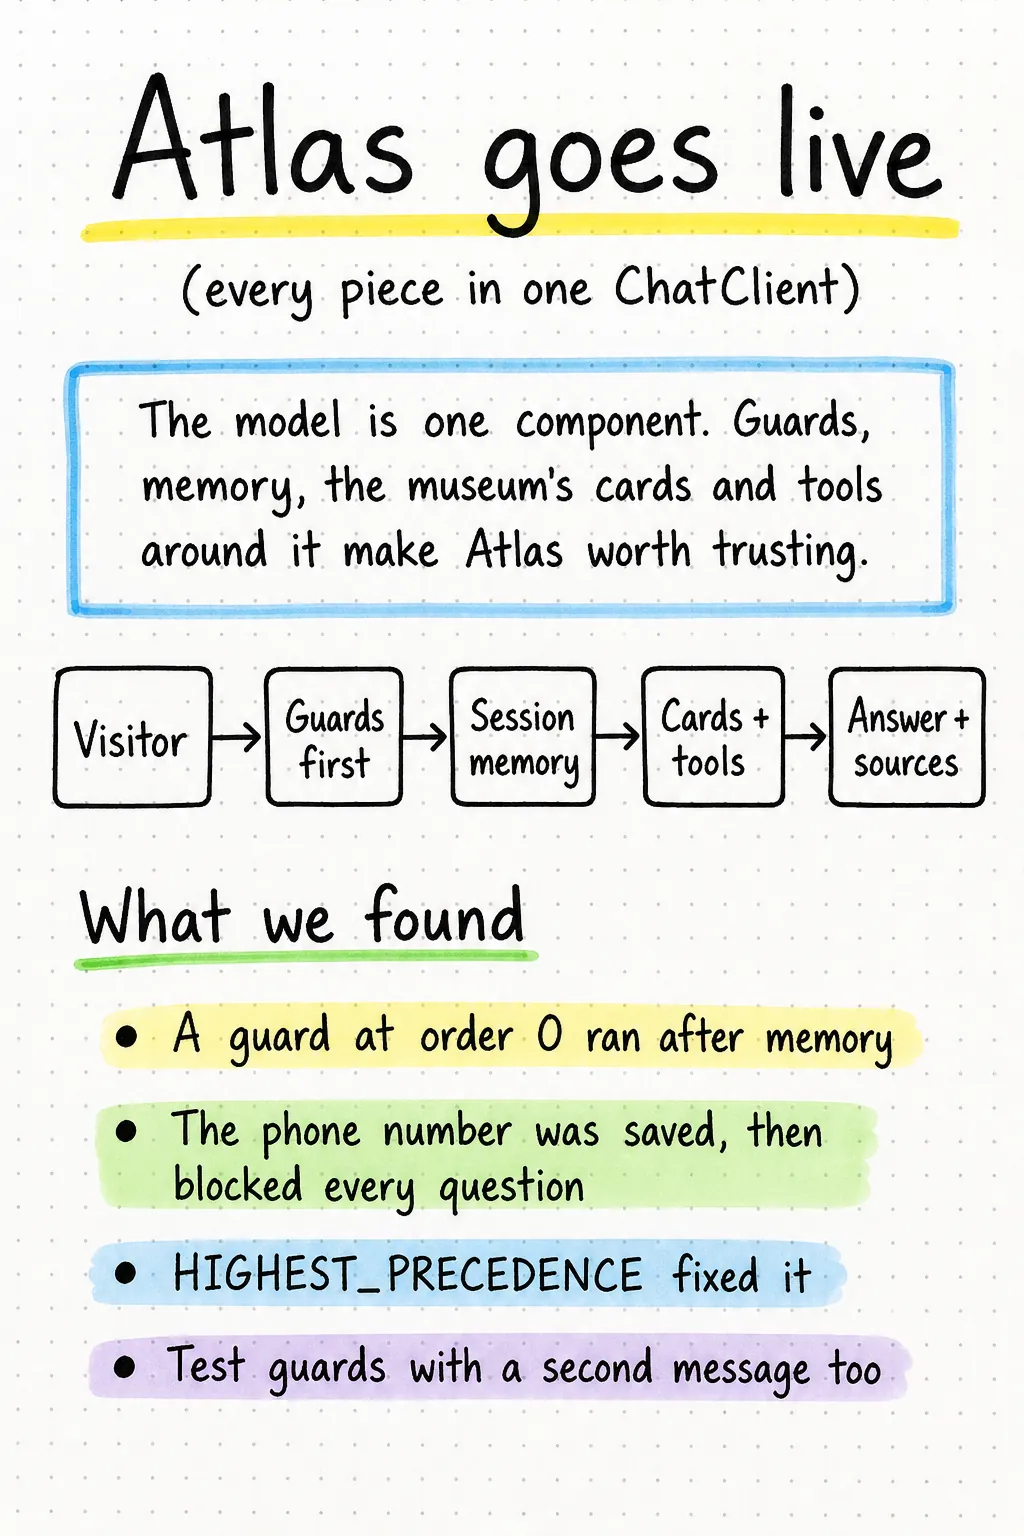 Atlas goes live
(every piece in one ChatClient)
The model is one component. Guards,
memory, the museum's cards and tools
around it make Atlas worth trusting.
Visitor
Guards
first
Session
memory
Cards +
tools
Answer +
sources
What we found
• A guard at order 0 ran after memory
• The phone number was saved, then
blocked every question
• HIGHEST_PRECEDENCE fixed it
• Test guards with a second message too